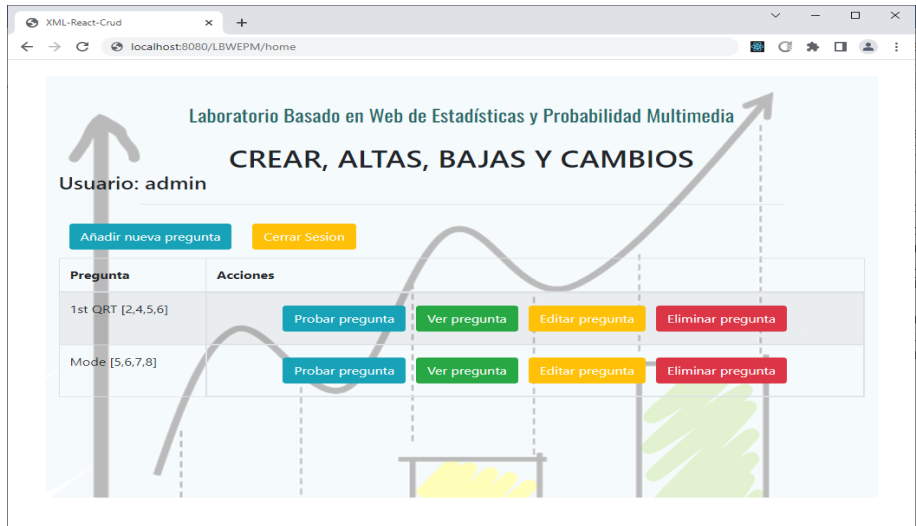 XML-React-Crud
localhost:8080/LBWEPM/home
Laboratorio Basado en Web de Estadísticas y Probabilidad Multimedia
CREAR, ALTAS, BAJAS Y CAMBIOS
Usuario: admin
Añadir nueva pregunta Cerrar Sesion
Pregunta Acciones
1st QRT [2,4,5,6] Probar pregunta Ver pregunta Editar pregunta Eliminar pregunta
Mode [5,6,7,8] Probar pregunta Ver pregunta Editar pregunta Eliminar pregunta